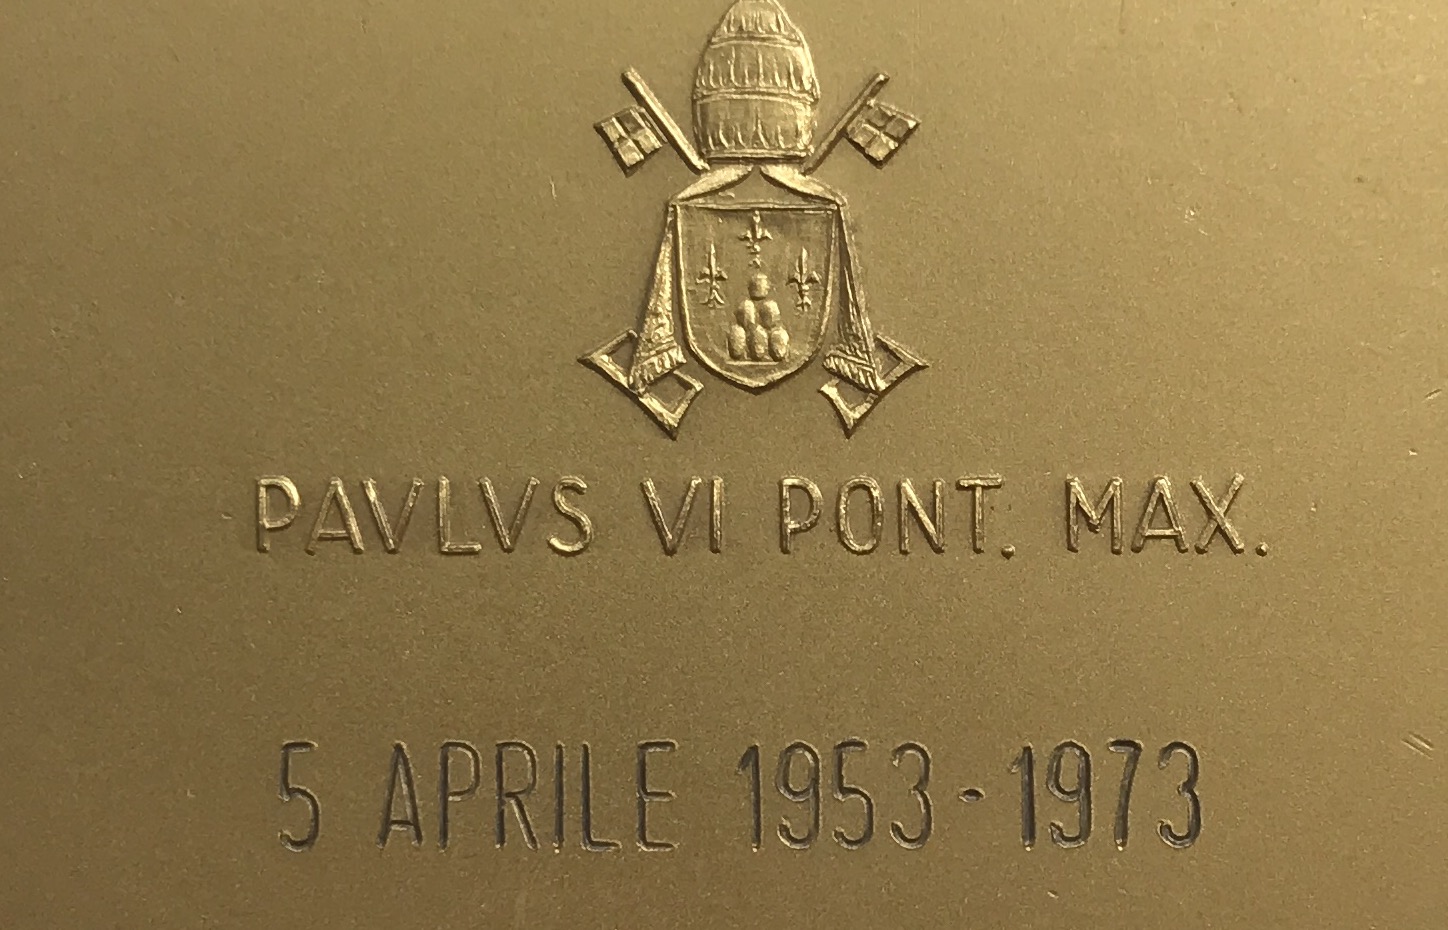 PAVLVS VI PONT. MAX.
5 APRILE 1953-1973